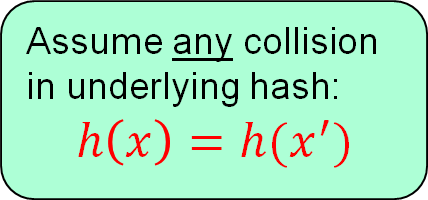 Assume any collision
in underlying hash:
h(x) = h(x′)